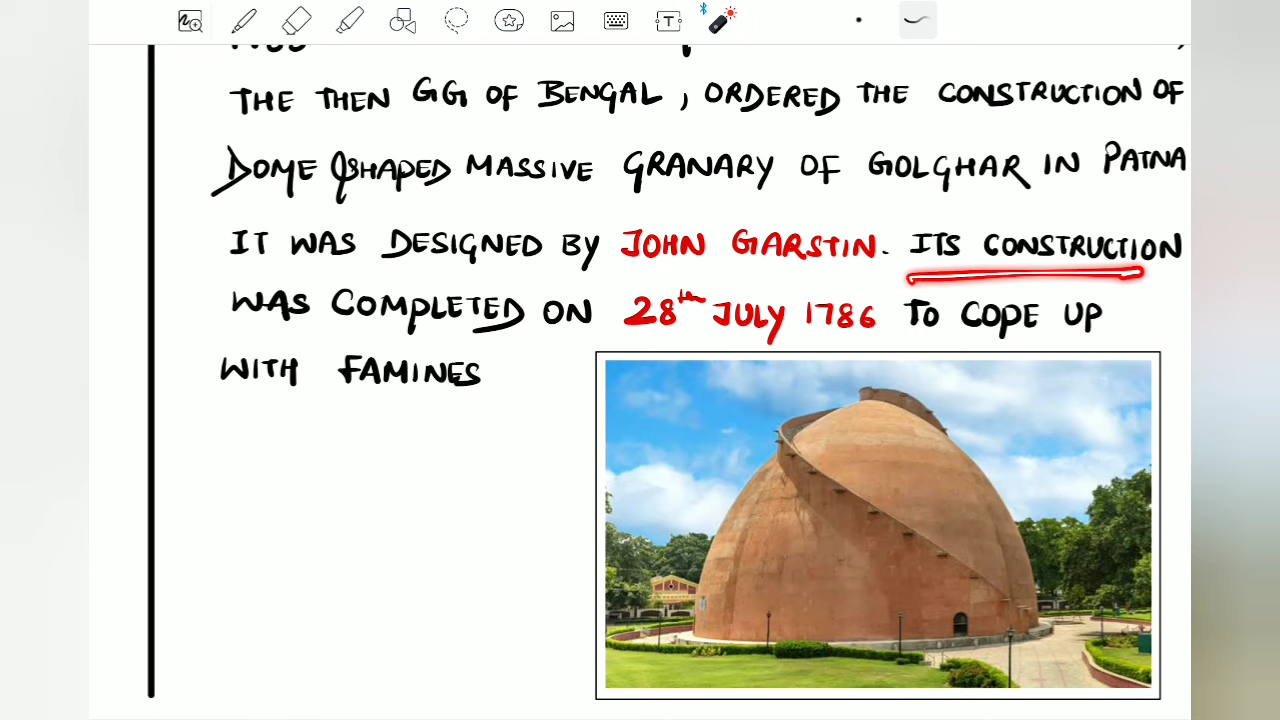 THE THEN GG OF BENGAL, ORDERED THE CONSTRUCTION OF
DOME SHAPED MASSIVE GRANARY OF GOLGHAR IN PATNA
IT WAS DESIGNED BY JOHN GARSTIN. ITS CONSTRUCTION
WAS COMPLETED ON 28th JULY 1786 TO COPE UP
WITH FAMINES